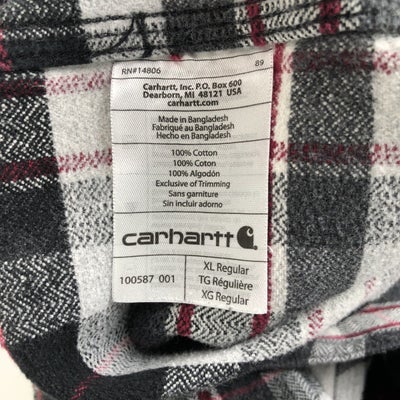 RN#14806 89
Carhartt, Inc. P.O. Box 600
Dearborn, MI 48121 USA
carhartt.com
Made in Bangladesh
Fabriqué au Bangladesh
Hecho en Bangladesh
100% Cotton
100% Coton
100% Algodón
Exclusive of Trimming
Sans garniture
Sin incluir adorno
carhartt
100587 001
XL Regular
TG Régulière
XG Regular